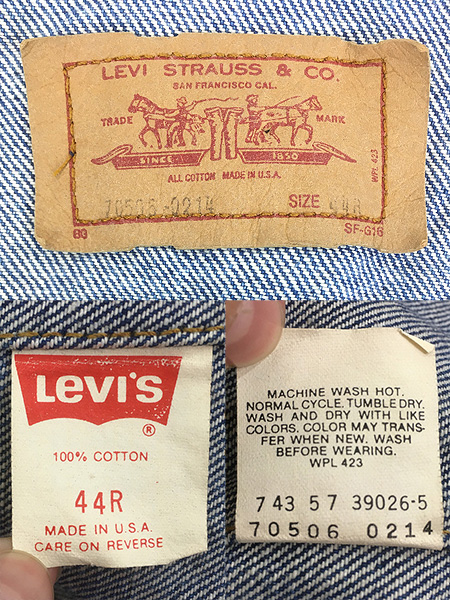 LEVI STRAUSS & CO.
SAN FRANCISCO CAL.
TRADE MARK
SINCE 1850
ALL COTTON MADE IN U.S.A.
WPL 423
70506 0214 SIZE 44R
SF-G16
LEVI'S
®
100% COTTON
44R
MADE IN U.S.A.
CARE ON REVERSE
MACHINE WASH HOT.
NORMAL CYCLE. TUMBLE DRY.
WASH AND DRY WITH LIKE
COLORS. COLOR MAY TRANS-
FER WHEN NEW. WASH
BEFORE WEARING.
WPL 423
7 43 57 39026-5
70506 0214